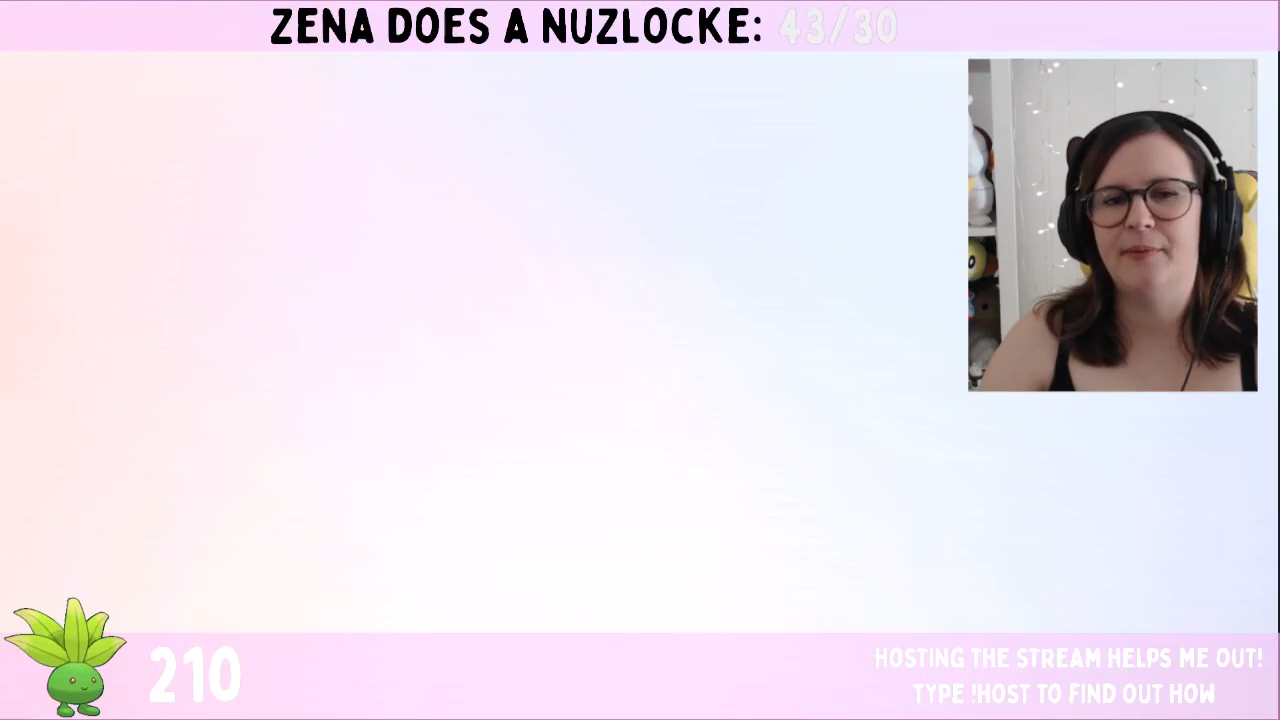 ZENA DOES A NUZLOCKE: 43/30
210
HOSTING THE STREAM HELPS ME OUT!
TYPE !HOST TO FIND OUT HOW